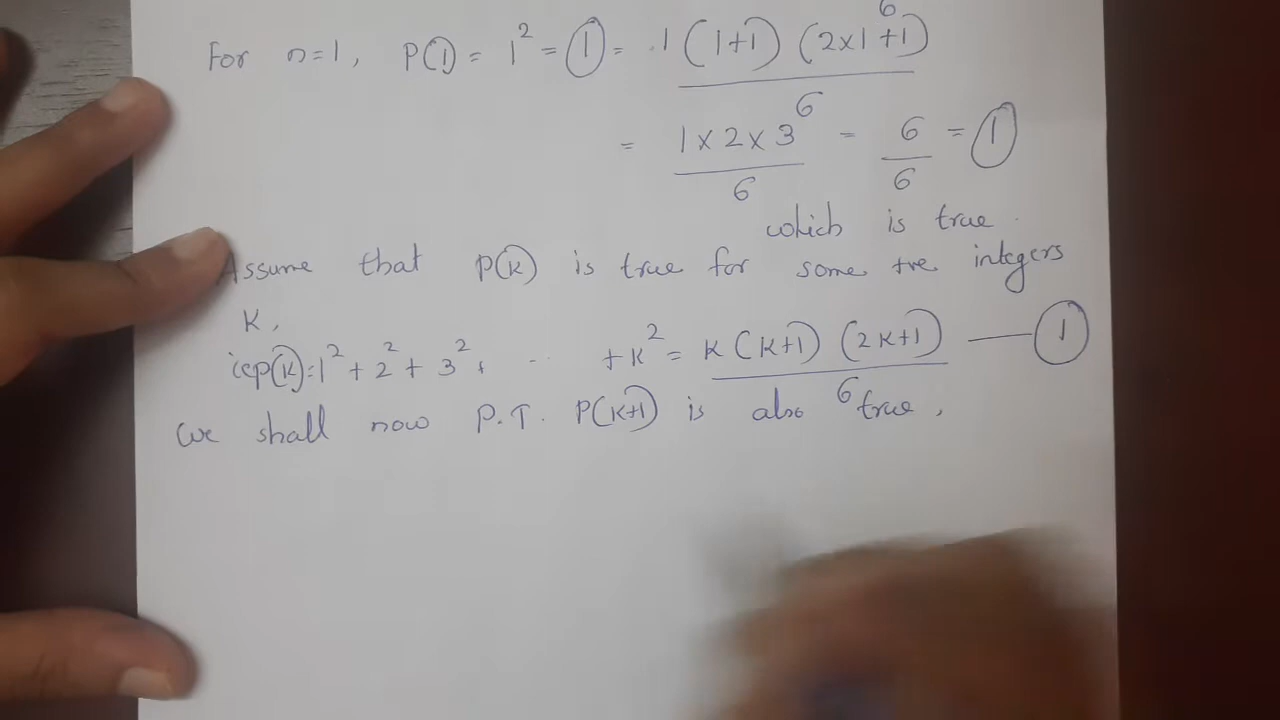 For n=1, P(1) = 1² = 1 = 1 (1+1) (2×1+1)
6
= 1×2×3 / 6 = 6/6 = 1
6
which is true.
Assume that P(k) is true for some +ve integers
K,
ie p(k): 1² + 2² + 3² + ... + K² = K (K+1) (2K+1) / 6 —— 1
We shall now P.T. P(K+1) is also true,